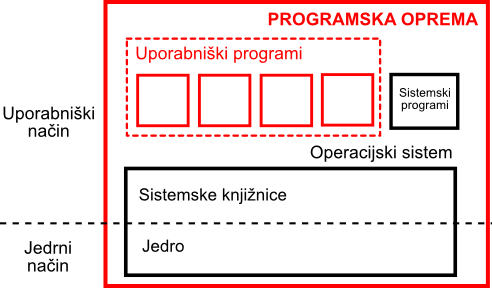 PROGRAMSKA OPREMA
Uporabniški programi
Sistemski
programi
Uporabniški
način
Operacijski sistem
Sistemske knjižnice
Jedrni
način
Jedro